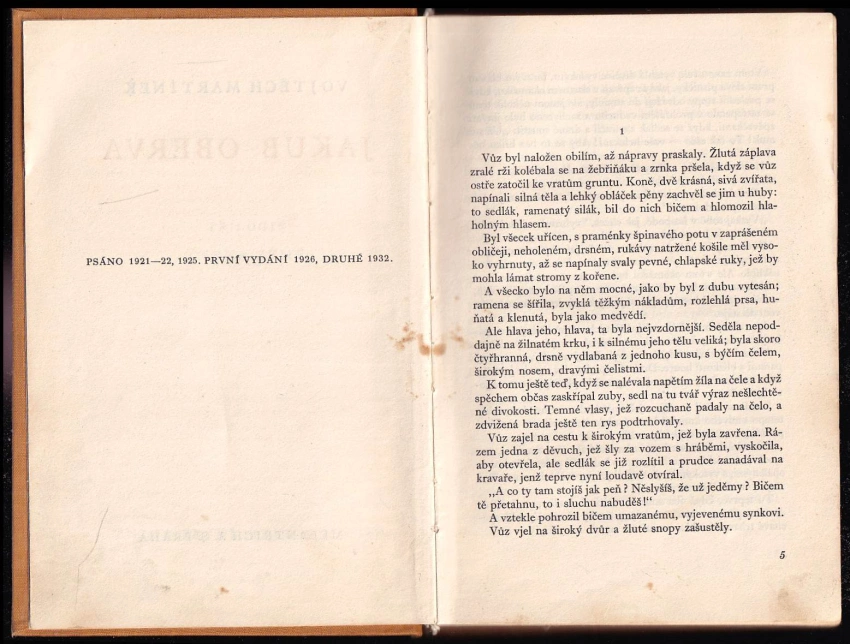 VOJTĚCH MARTÍNEK
JAKUB OBERVA
PSÁNO 1921—22, 1925. PRVNÍ VYDÁNÍ 1926, DRUHÉ 1932.
1
Vůz byl naložen obilím, až nápravy praskaly. Žlutá záplava
zralé rži kolébala se na žebřiňáku a zrnka pršela, když se vůz
ostře zatočil ke vratům gruntu. Koně, dvě krásná, sivá zvířata,
napínali silná těla a lehký obláček pěny zachvěl se jim u huby:
to sedlák, ramenatý silák, bil do nich bičem a hlomozil hla-
holným hlasem.
Byl všecek uřícen, s praménky špinavého potu v zaprášeném
obličeji, neholeném, drsném, rukávy natržené košile měl vyso-
ko vyhrnuty, až se napínaly svaly pevné, chlapské ruky, jež by
mohla lámat stromy z kořene.
A všecko bylo na něm mocné, jako by byl z dubu vytesán;
ramena se šířila, zvyklá těžkým nákladům, rozlehlá prsa, hu-
ňatá a klenutá, byla jako medvědí.
Ale hlava jeho, hlava, ta byla nejvzdornější. Seděla nepod-
dajně na žilnatém krku, i k silnému jeho tělu veliká; byla skoro
čtyřhranná, drsně vydlabaná z jednoho kusu, s býčím čelem,
širokým nosem, dravými čelistmi.
K tomu ještě teď, když se nalévala napětím žíla na čele a když
spěchem občas zaskřípal zuby, sedl na tu tvář výraz nešlechtě-
né divokosti. Temné vlasy, jež rozcuchaně padaly na čelo, a
zdvižená brada ještě ten rys podtrhovaly.
Vůz zajel na cestu k širokým vratům, jež byla zavřena. Rá-
zem jedna z děvuch, jež šly za vozem s hráběmi, vyskočila,
aby otevřela, ale sedlák se již rozlítil a prudce zanadával na
kravaře, jenž teprve nyní loudavě otvíral.
„A co ty tam stojíš jak peň? Něslyšíš, že už jeděmy? Bičem
tě přetahnu, to i sluchu nabuděš!“
A vztekle pohrozil bičem umazanému, vyjevenému synkovi.
Vůz vjel na široký dvůr a žluté snopy zašustěly.
5